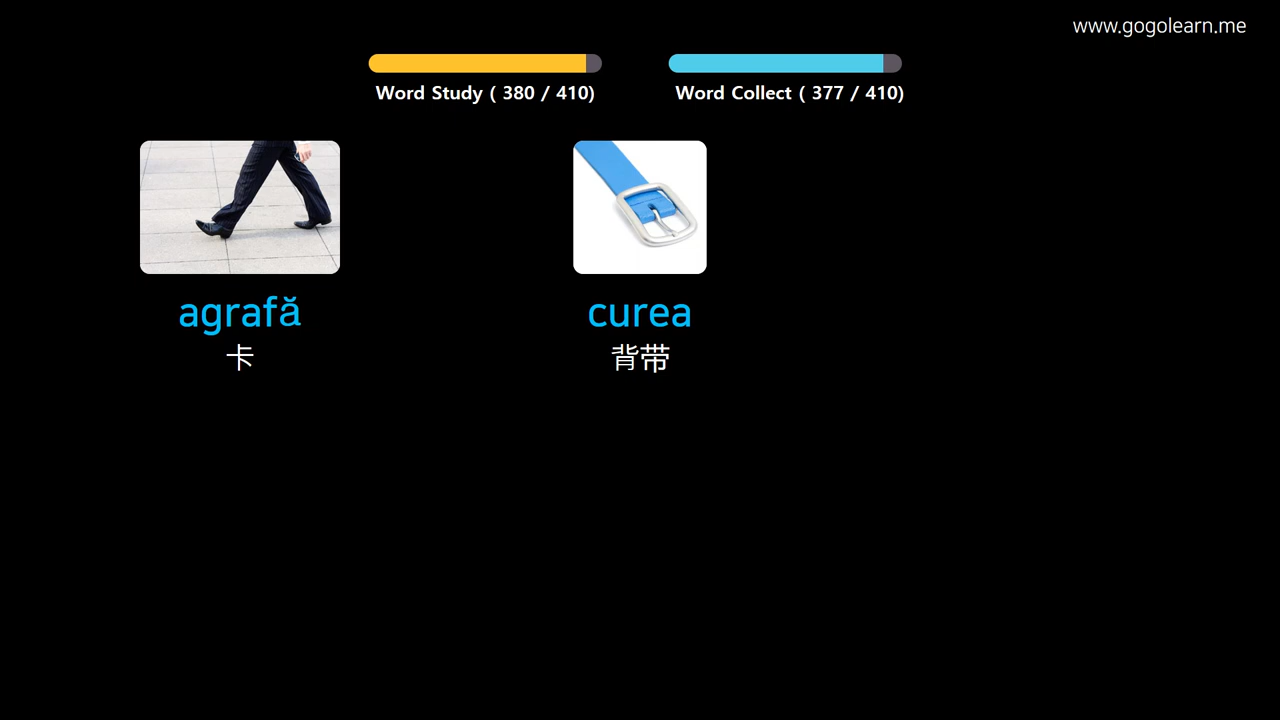 www.gogolearn.me
Word Study ( 380 / 410)
Word Collect ( 377 / 410)
agrafă
卡
curea
背带